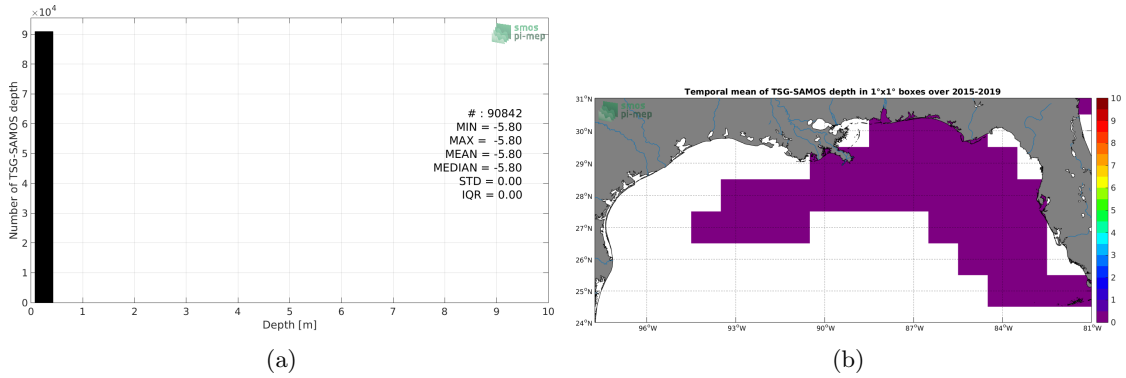 ×10⁴
9
8
7
6
5
4
3
2
1
0
Number of TSG-SAMOS depth
smos
pi-mep
# : 90842
MIN = -5.80
MAX = -5.80
MEAN = -5.80
MEDIAN = -5.80
STD = 0.00
IQR = 0.00
0 1 2 3 4 5 6 7 8 9 10
Depth [m]
(a)
Temporal mean of TSG-SAMOS depth in 1°x1° boxes over 2015-2019
smos
pi-mep
31°N
30°N
29°N
28°N
27°N
26°N
25°N
24°N
96°W 93°W 90°W 87°W 84°W 81°W
10
9
8
7
6
5
4
3
2
1
0
(b)